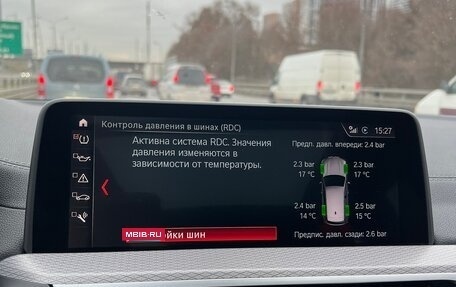 Контроль давления в шинах (RDC)
15:27
Активна система RDC. Значения
давления изменяются в
зависимости от температуры.
Предп. давл. впереди: 2.4 bar
2.3 bar
17 °C
2.3 bar
17 °C
2.4 bar
14 °C
2.5 bar
15 °C
Предпис. давл. сзади: 2.6 bar
MBIB.RU
йки шин